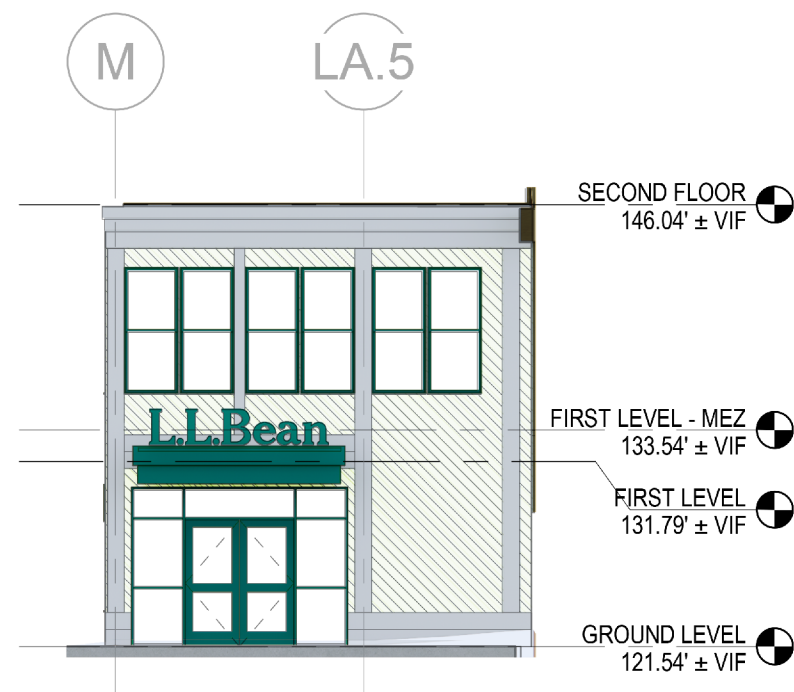 M
LA.5
SECOND FLOOR
146.04' ± VIF
L.L.Bean
FIRST LEVEL - MEZ
133.54' ± VIF
FIRST LEVEL
131.79' ± VIF
GROUND LEVEL
121.54' ± VIF